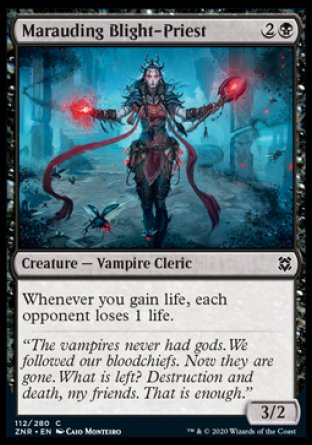 Marauding Blight-Priest 2
Creature — Vampire Cleric
Whenever you gain life, each
opponent loses 1 life.
“The vampires never had gods. We
followed our bloodchiefs. Now they are
gone. What is left? Destruction and
death, my friends. That is enough.”
3/2
112/280 C
ZNR • EN Caio Monteiro
™ & © 2020 Wizards of the Coast